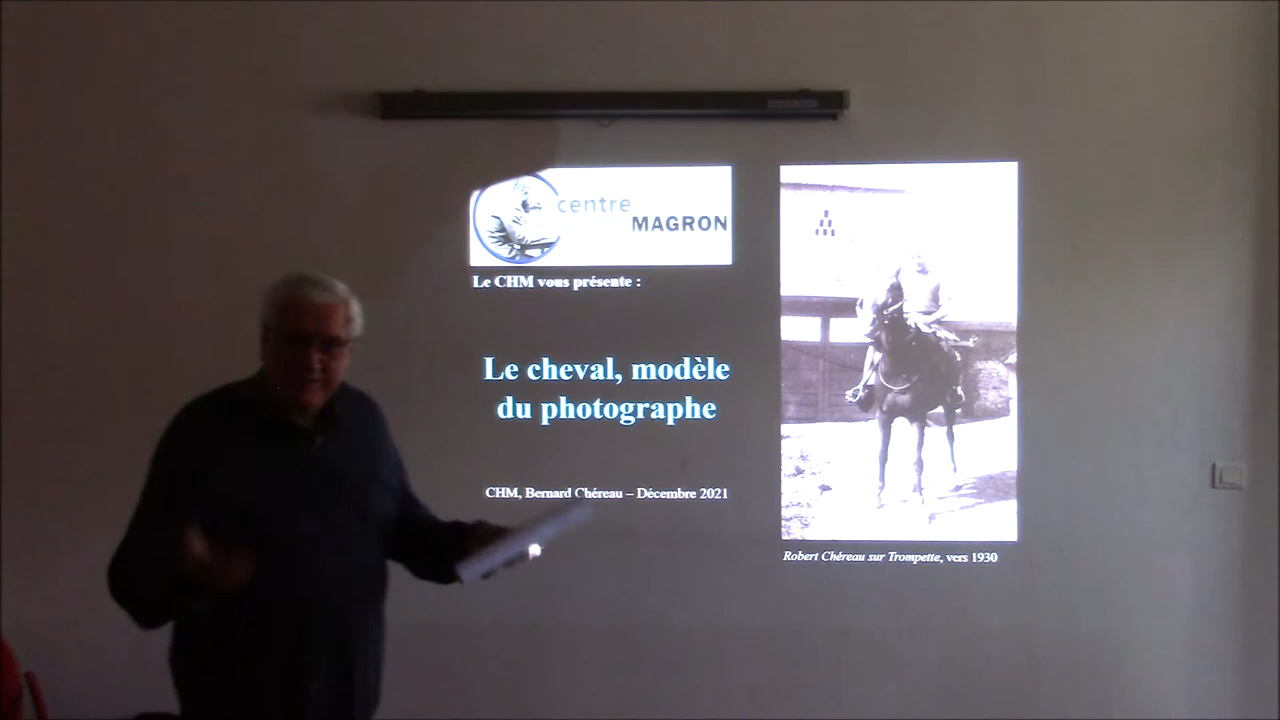 centre
MAGRON
Le CHM vous présente :
Le cheval, modèle
du photographe
CHM, Bernard Chéreau – Décembre 2021
Robert Chéreau sur Trompette, vers 1930